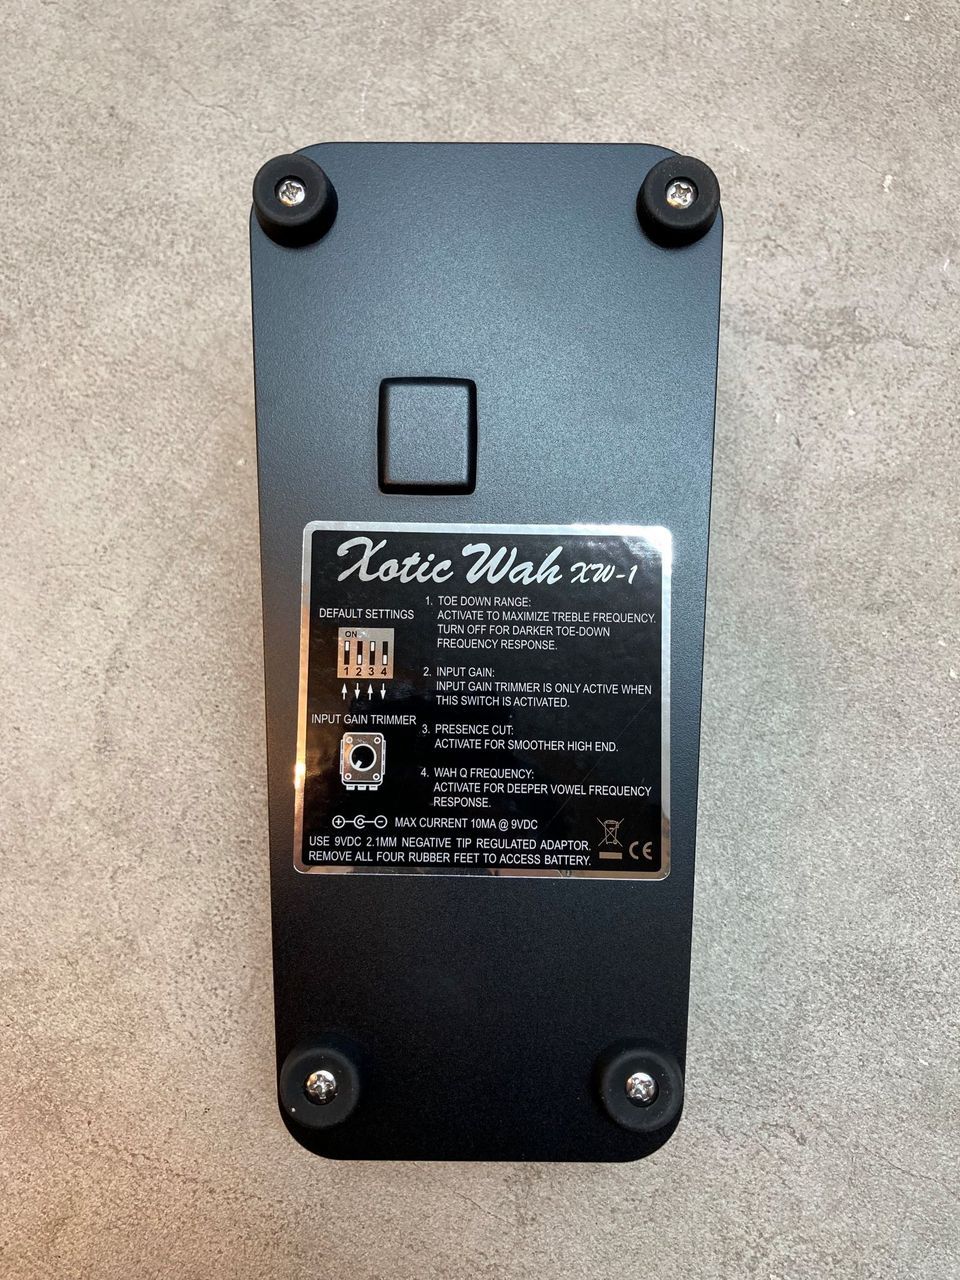 Xotic Wah XW-1
DEFAULT SETTINGS
ON
1 2 3 4
INPUT GAIN TRIMMER
1. TOE DOWN RANGE:
ACTIVATE TO MAXIMIZE TREBLE FREQUENCY.
TURN OFF FOR DARKER TOE-DOWN
FREQUENCY RESPONSE.
2. INPUT GAIN:
INPUT GAIN TRIMMER IS ONLY ACTIVE WHEN
THIS SWITCH IS ACTIVATED.
3. PRESENCE CUT:
ACTIVATE FOR SMOOTHER HIGH END.
4. WAH Q FREQUENCY:
ACTIVATE FOR DEEPER VOWEL FREQUENCY
RESPONSE.
MAX CURRENT 10MA @ 9VDC
USE 9VDC 2.1MM NEGATIVE TIP REGULATED ADAPTOR.
REMOVE ALL FOUR RUBBER FEET TO ACCESS BATTERY.
CE